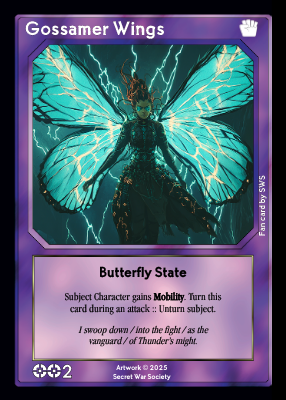 Gossamer Wings
Fan card by SWS
Butterfly State
Subject Character gains Mobility. Turn this
card during an attack :: Unturn subject.
I swoop down / into the fight / as the
vanguard / of Thunder's might.
2
Artwork © 2025
Secret War Society